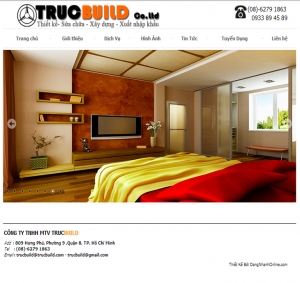 TRUCBUILD Co.ltd
Thiết kế- Sửa chữa - Xây dựng - Xuất nhập khẩu
(08)-6279 1863
0933 89 45 89
Trang chủ Giới thiệu Dịch Vụ Hình Ảnh Tin Tức Tuyển Dụng Liên hệ
CÔNG TY TNHH MTV TRUCBUILD
609 Hưng Phú, Phường 9 ,Quận 8, TP. Hồ Chí Minh
Tel : (08)-6279 1863
Email : trucbuild@trucbuild.com - trucbuild@gmail.com
Thiết Kế Bởi DangNhanhOnline.com